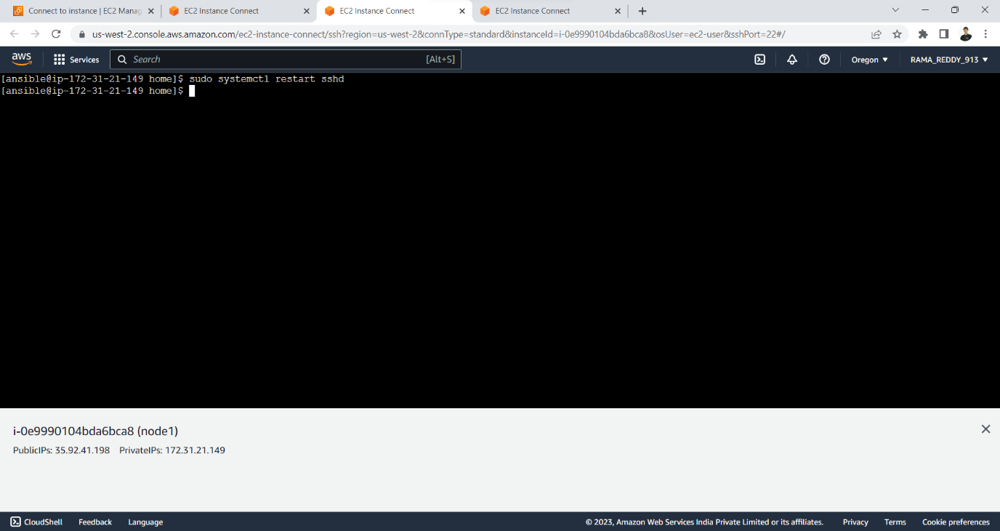 Connect to instance | EC2 Manag
EC2 Instance Connect
EC2 Instance Connect
EC2 Instance Connect
us-west-2.console.aws.amazon.com/ec2-instance-connect/ssh?region=us-west-2&connType=standard&instanceId=i-0e9990104bda6bca8&osUser=ec2-user&sshPort=22#/
aws Services Search [Alt+S] Oregon ▼ RAMA_REDDY_913 ▼
[ansible@ip-172-31-21-149 home]$ sudo systemctl restart sshd
[ansible@ip-172-31-21-149 home]$
i-0e9990104bda6bca8 (node1)
PublicIPs: 35.92.41.198 PrivateIPs: 172.31.21.149
CloudShell Feedback Language © 2023, Amazon Web Services India Private Limited or its affiliates. Privacy Terms Cookie preferences